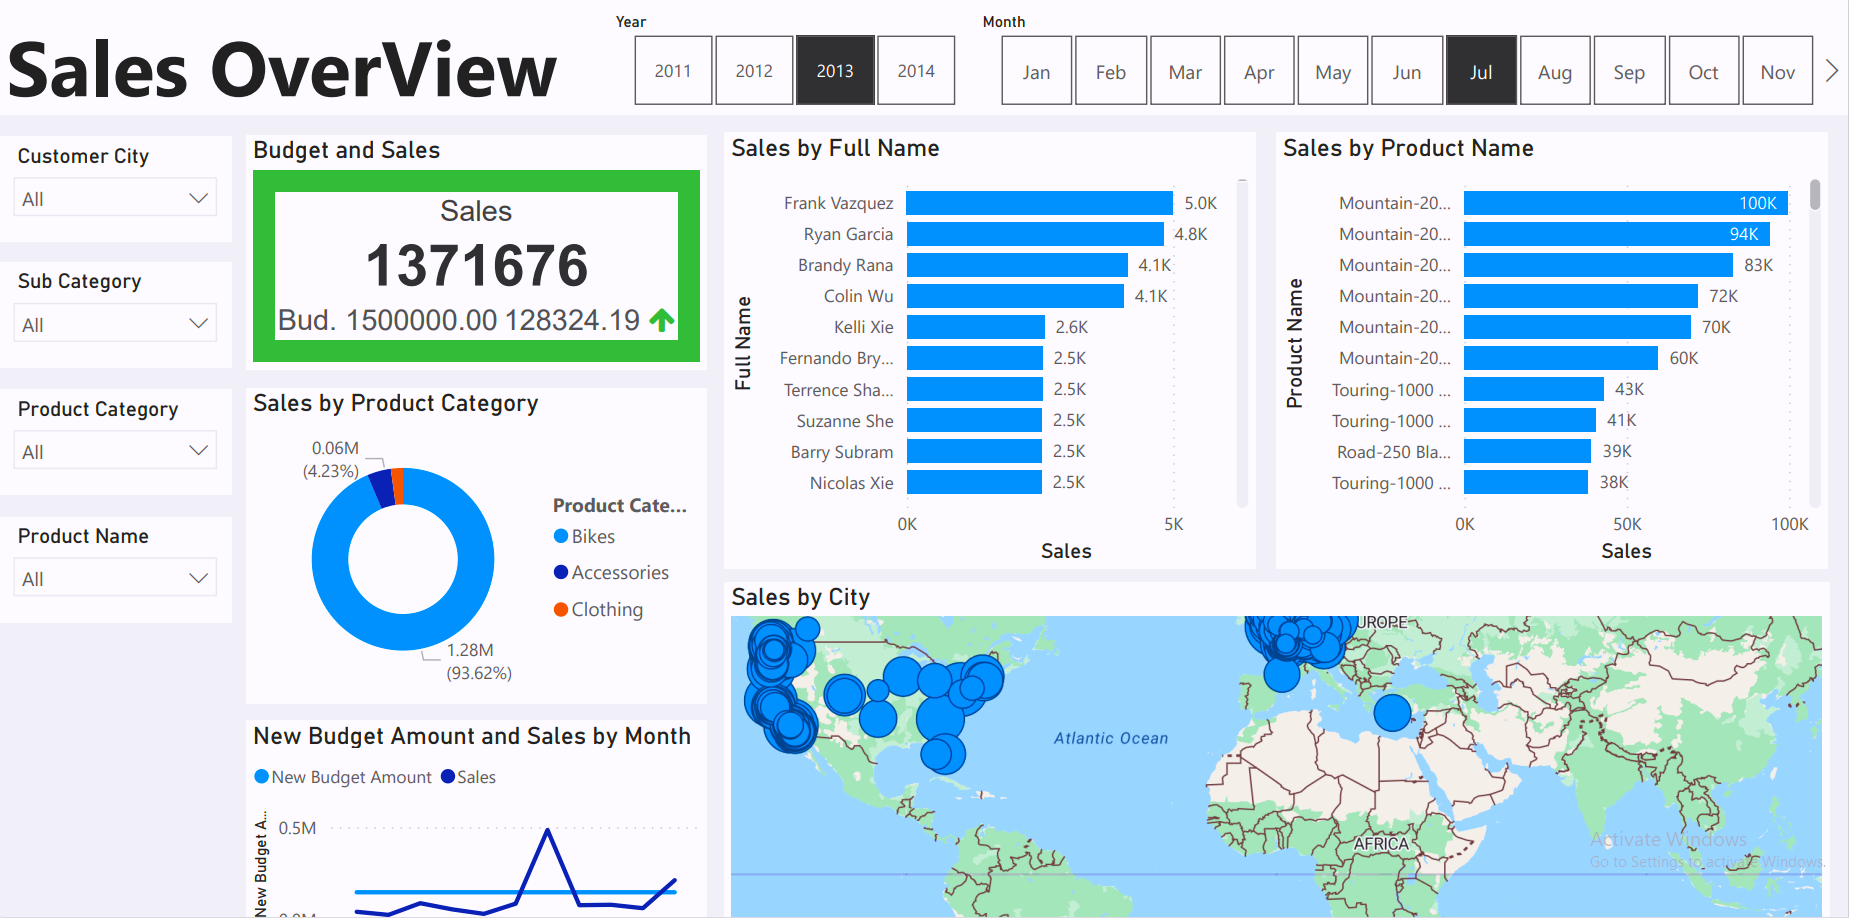 Sales OverView
Year
2011
2012
2013
2014
Month
Jan
Feb
Mar
Apr
May
Jun
Jul
Aug
Sep
Oct
Nov
Customer City
All
Sub Category
All
Product Category
All
Product Name
All
Budget and Sales
Sales
1371676
Bud. 1500000.00 128324.19
Sales by Product Category
0.06M
(4.23%)
1.28M
(93.62%)
Product Cate...
Bikes
Accessories
Clothing
New Budget Amount and Sales by Month
New Budget Amount
Sales
New Budget A...
0.5M
Sales by Full Name
Full Name
Frank Vazquez 5.0K
Ryan Garcia 4.8K
Brandy Rana 4.1K
Colin Wu 4.1K
Kelli Xie 2.6K
Fernando Bry... 2.5K
Terrence Sha... 2.5K
Suzanne She 2.5K
Barry Subram 2.5K
Nicolas Xie 2.5K
0K 5K
Sales
Sales by Product Name
Product Name
Mountain-20... 100K
Mountain-20... 94K
Mountain-20... 83K
Mountain-20... 72K
Mountain-20... 70K
Mountain-20... 60K
Touring-1000 ... 43K
Touring-1000 ... 41K
Road-250 Bla... 39K
Touring-1000 ... 38K
0K 50K 100K
Sales
Sales by City
UROPE
Atlantic Ocean
AFRICA
Activate Windows
Go to Settings to activate Windows.